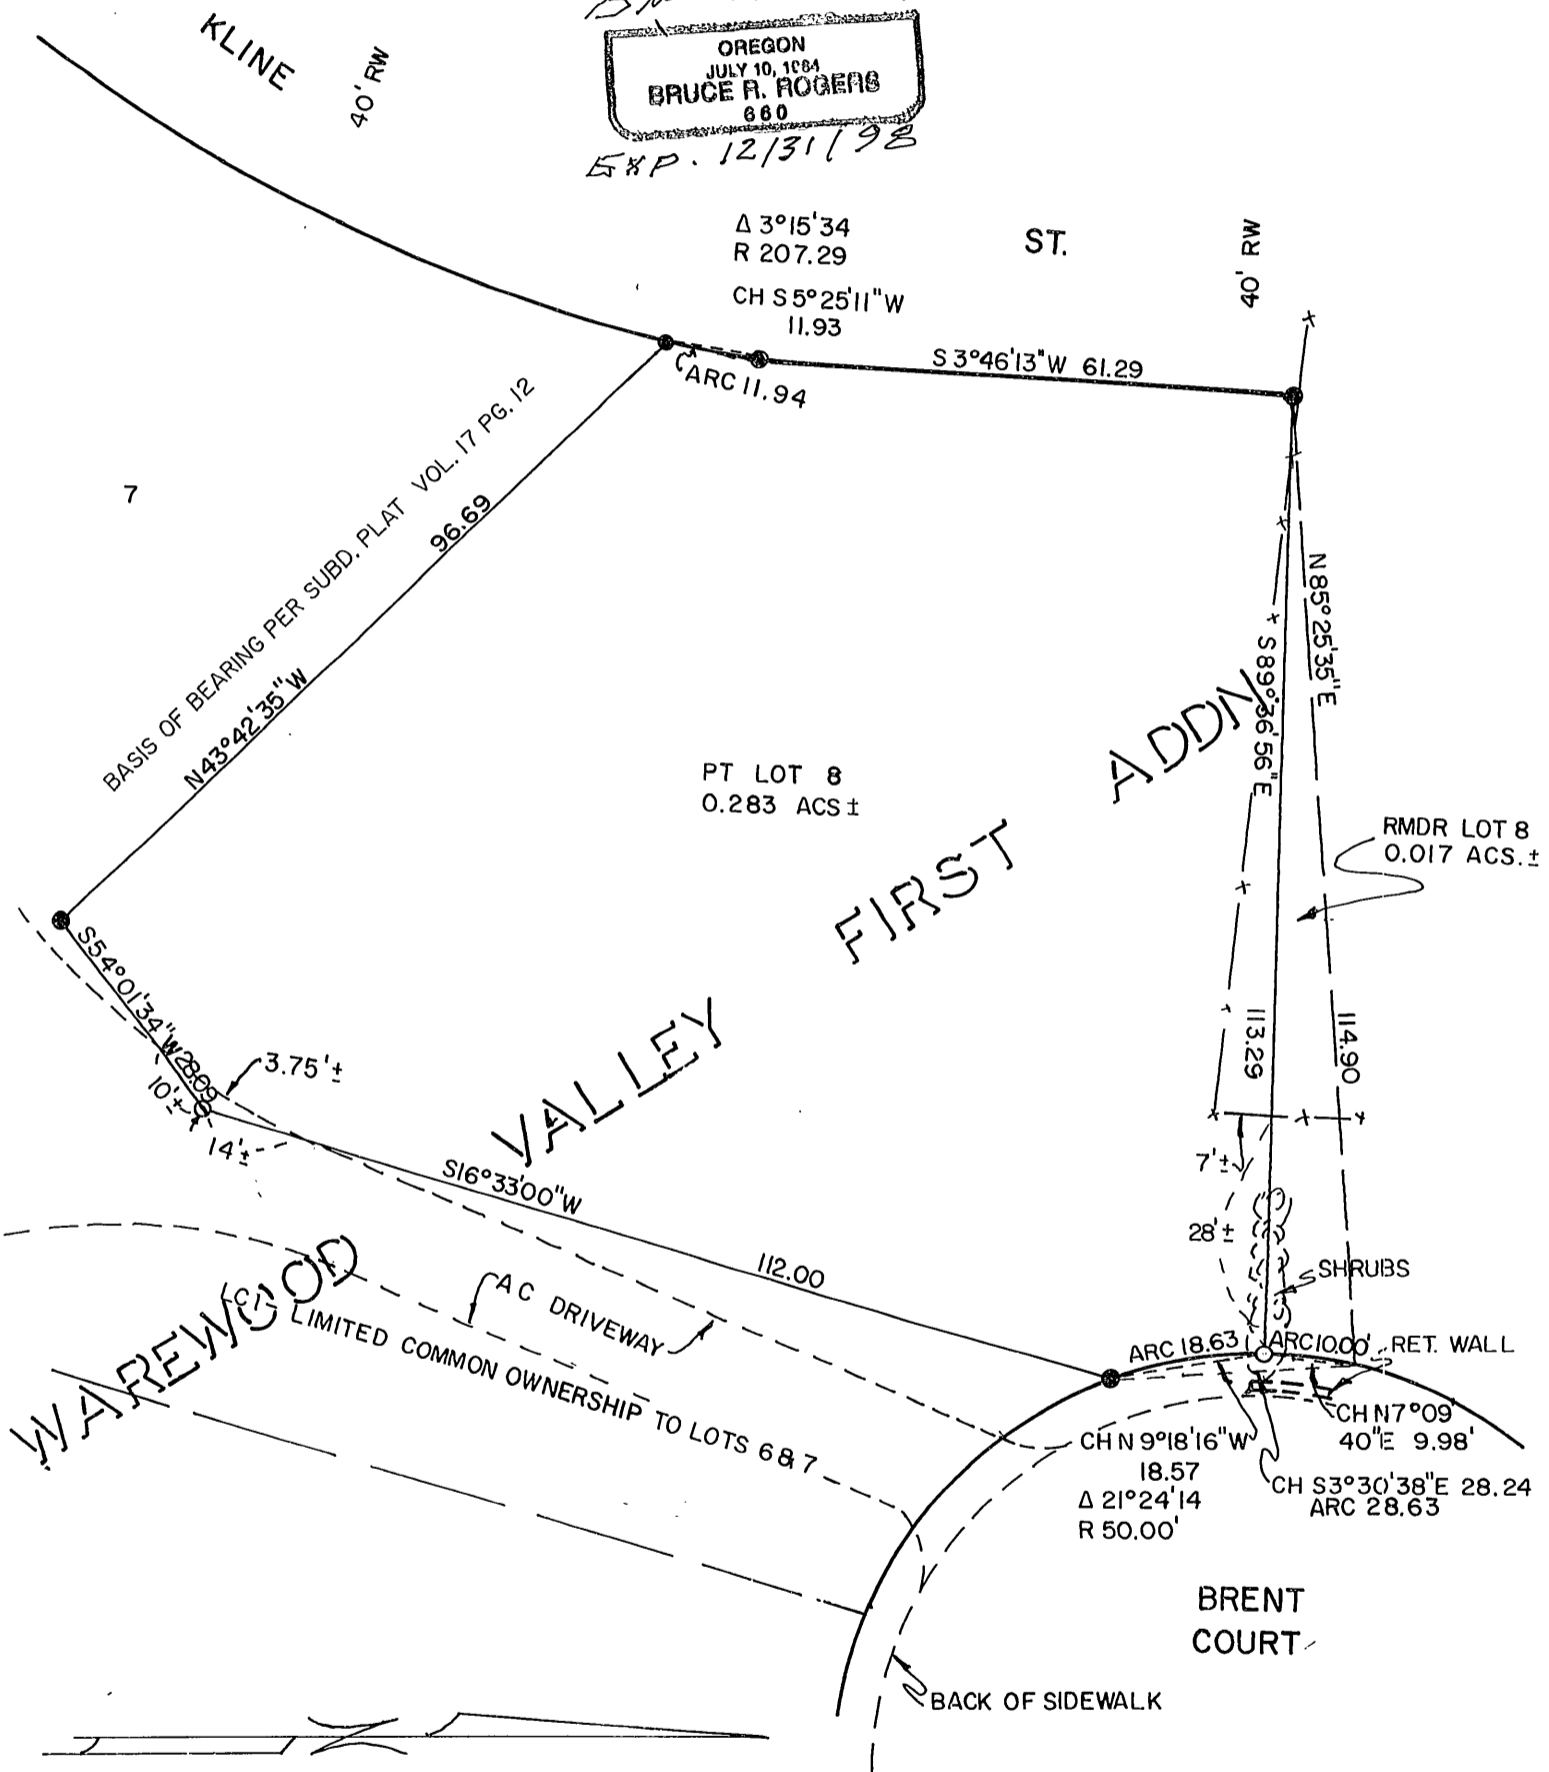 KLINE
40' RW
OREGON
JULY 10, 1984
BRUCE R. ROGERS
660
EXP. 12/31/98
Δ 3°15'34
R 207.29
CH S 5°25'11"W
11.93
ST.
40' RW
ARC 11.94
S 3°46'13"W 61.29
7
BASIS OF BEARING PER SUBD. PLAT VOL. 17 PG. 12
96.69
N43°42'35"W
N85°25'35"E
S89°36'56"E
PT LOT 8
0.283 ACS ±
RMDR LOT 8
0.017 ACS. ±
WAREWOOD VALLEY FIRST ADDN
S54°01'34"W 28.09
3.75'±
10'±
14'±
113.29
114.90
7'±
28'±
S16°33'00"W
112.00
SHRUBS
AC DRIVEWAY
LC1- LIMITED COMMON OWNERSHIP TO LOTS 6 & 7
ARC 18.63
ARC 10.00'
RET. WALL
CH N7°09'
40"E 9.98'
CH N 9°18'16"W
18.57
Δ 21°24'14
R 50.00'
CH S3°30'38"E 28.24
ARC 28.63
BRENT
COURT
BACK OF SIDEWALK